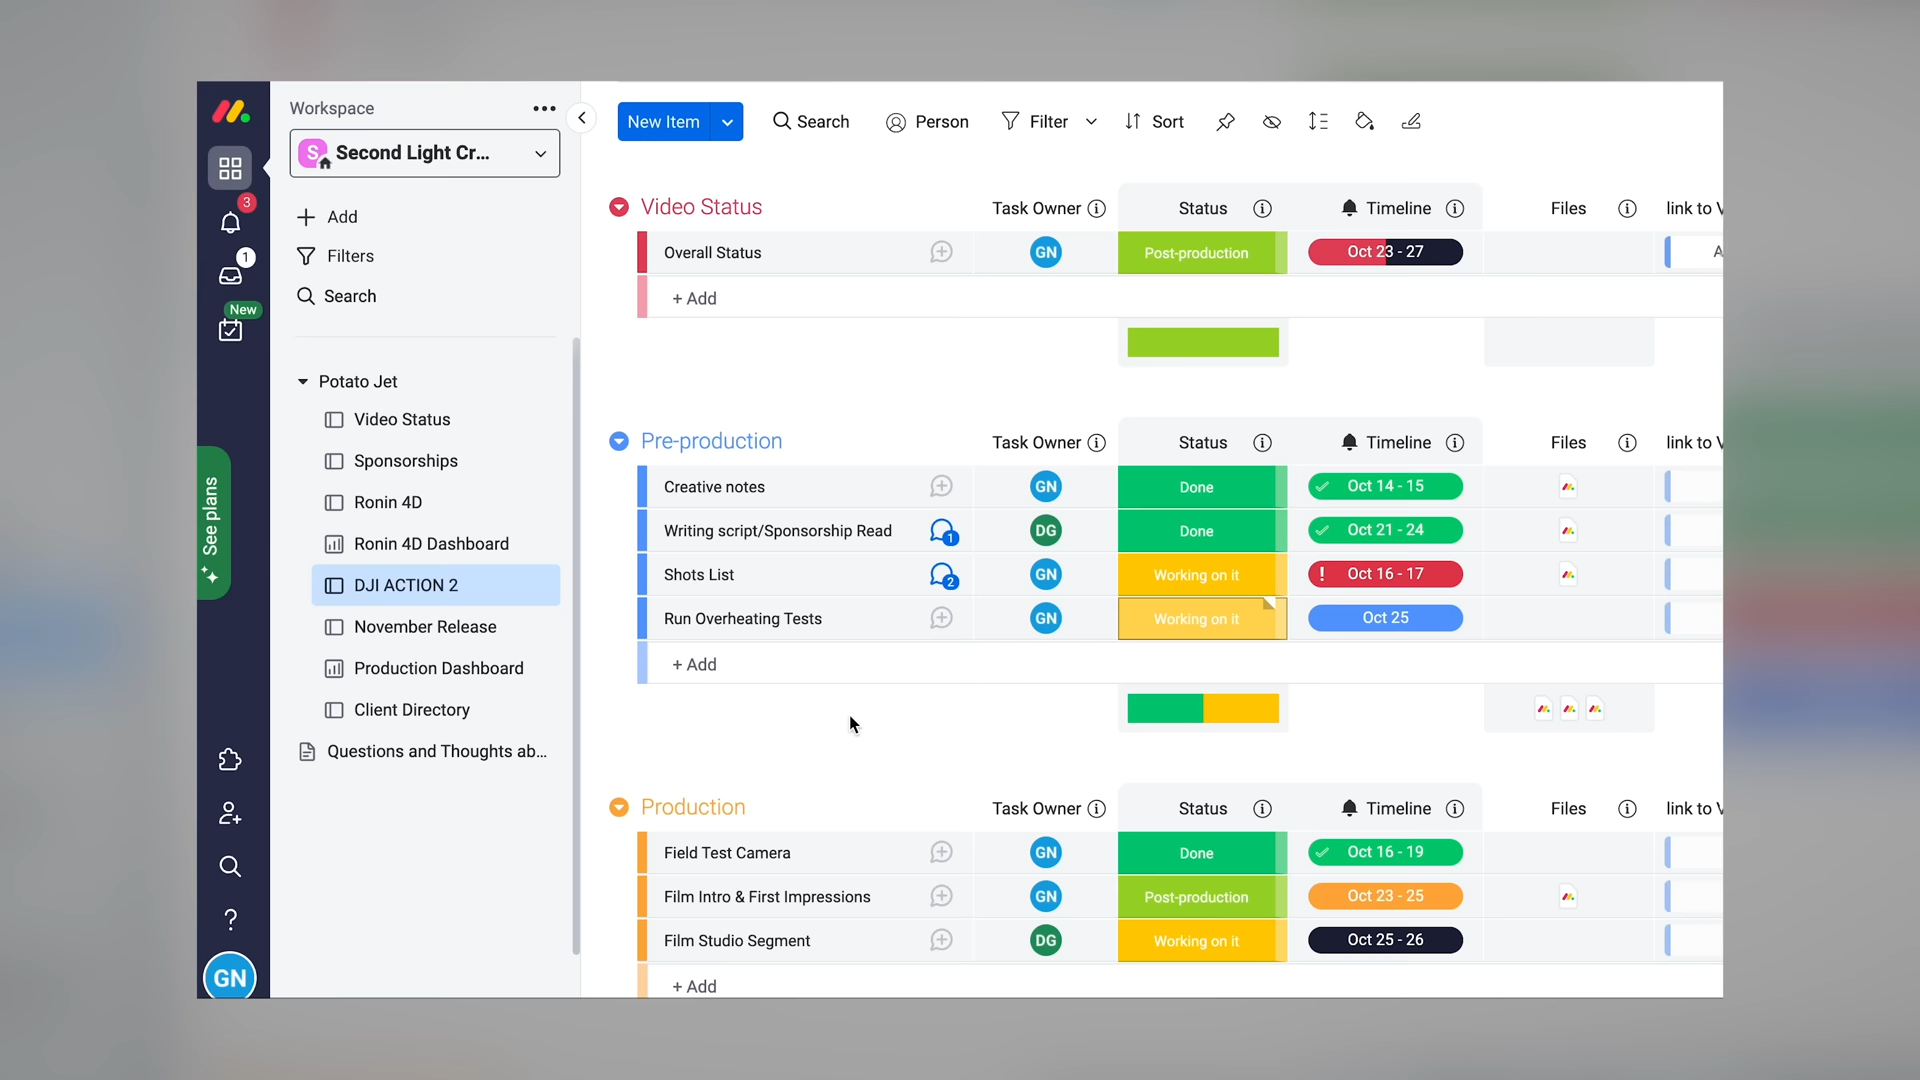 Workspace
S Second Light Cr...
3
1
New
See plans
GN
Add
Filters
Search
Potato Jet
Video Status
Sponsorships
Ronin 4D
Ronin 4D Dashboard
DJI ACTION 2
November Release
Production Dashboard
Client Directory
Questions and Thoughts ab...
New Item Search Person Filter Sort
Video Status Task Owner Status Timeline Files link to V
Overall Status GN Post-production Oct 23 - 27 A
+ Add
Pre-production Task Owner Status Timeline Files link to V
Creative notes GN Done Oct 14 - 15
Writing script/Sponsorship Read 1 DG Done Oct 21 - 24
Shots List 2 GN Working on it ! Oct 16 - 17
Run Overheating Tests GN Working on it Oct 25
+ Add
Production Task Owner Status Timeline Files link to V
Field Test Camera GN Done Oct 16 - 19
Film Intro & First Impressions GN Post-production Oct 23 - 25
Film Studio Segment DG Working on it Oct 25 - 26
+ Add